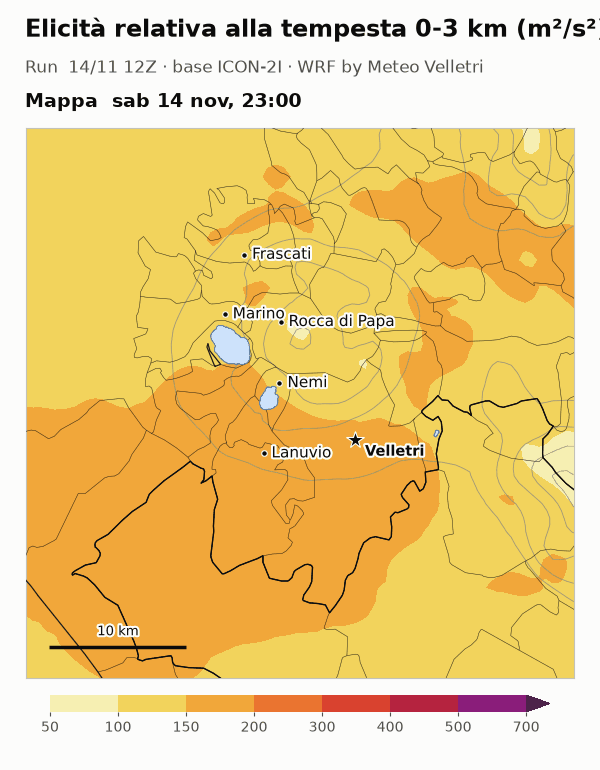 Elicità relativa alla tempesta 0-3 km (m²/s²)
Run  14/11 12Z · base ICON-2I · WRF by Meteo Velletri
Mappa  sab 14 nov, 23:00
Frascati
Marino
Rocca di Papa
Nemi
Velletri
Lanuvio
10 km
50 100 150 200 300 400 500 700